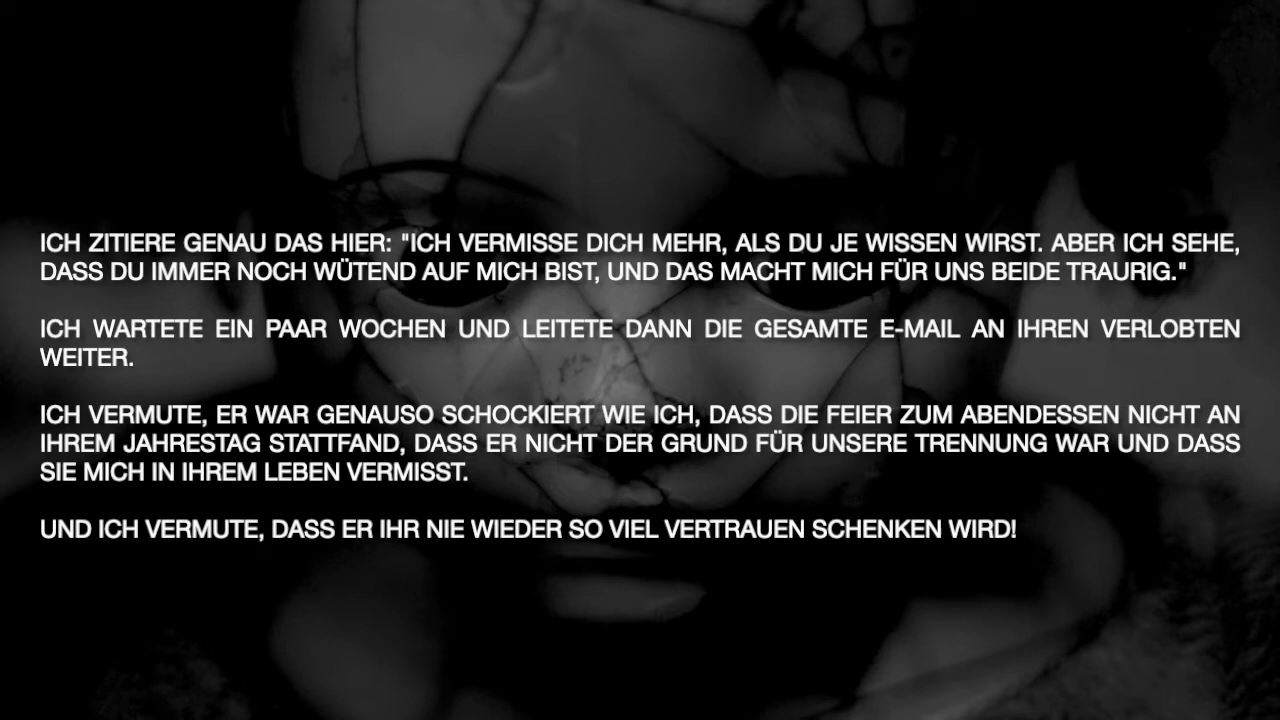 ICH ZITIERE GENAU DAS HIER: "ICH VERMISSE DICH MEHR, ALS DU JE WISSEN WIRST. ABER ICH SEHE,
DASS DU IMMER NOCH WÜTEND AUF MICH BIST, UND DAS MACHT MICH FÜR UNS BEIDE TRAURIG."
ICH WARTETE EIN PAAR WOCHEN UND LEITETE DANN DIE GESAMTE E-MAIL AN IHREN VERLOBTEN
WEITER.
ICH VERMUTE, ER WAR GENAUSO SCHOCKIERT WIE ICH, DASS DIE FEIER ZUM ABENDESSEN NICHT AN
IHREM JAHRESTAG STATTFAND, DASS ER NICHT DER GRUND FÜR UNSERE TRENNUNG WAR UND DASS
SIE MICH IN IHREM LEBEN VERMISST.
UND ICH VERMUTE, DASS ER IHR NIE WIEDER SO VIEL VERTRAUEN SCHENKEN WIRD!